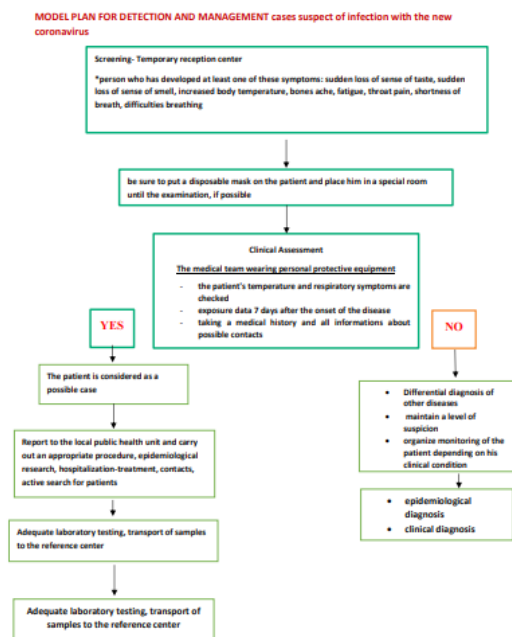 MODEL PLAN FOR DETECTION AND MANAGEMENT cases suspect of infection with the new
coronavirus
Screening- Temporary reception center
*person who has developed at least one of these symptoms: sudden loss of sense of taste, sudden
loss of sense of smell, increased body temperature, bones ache, fatigue, throat pain, shortness of
breath, difficulties breathing
be sure to put a disposable mask on the patient and place him in a special room
until the examination, if possible
Clinical Assessment
The medical team wearing personal protective equipment
- the patient's temperature and respiratory symptoms are
checked
- exposure data 7 days after the onset of the disease
- taking a medical history and all informations about
possible contacts
YES
NO
The patient is considered as a
possible case
Report to the local public health unit and carry
out an appropriate procedure, epidemiological
research, hospitalization-treatment, contacts,
active search for patients
Adequate laboratory testing, transport of samples
to the reference center
Adequate laboratory testing, transport of
samples to the reference center
• Differential diagnosis of
other diseases
• maintain a level of
suspicion
• organize monitoring of the
patient depending on his
clinical condition
• epidemiological
diagnosis
• clinical diagnosis